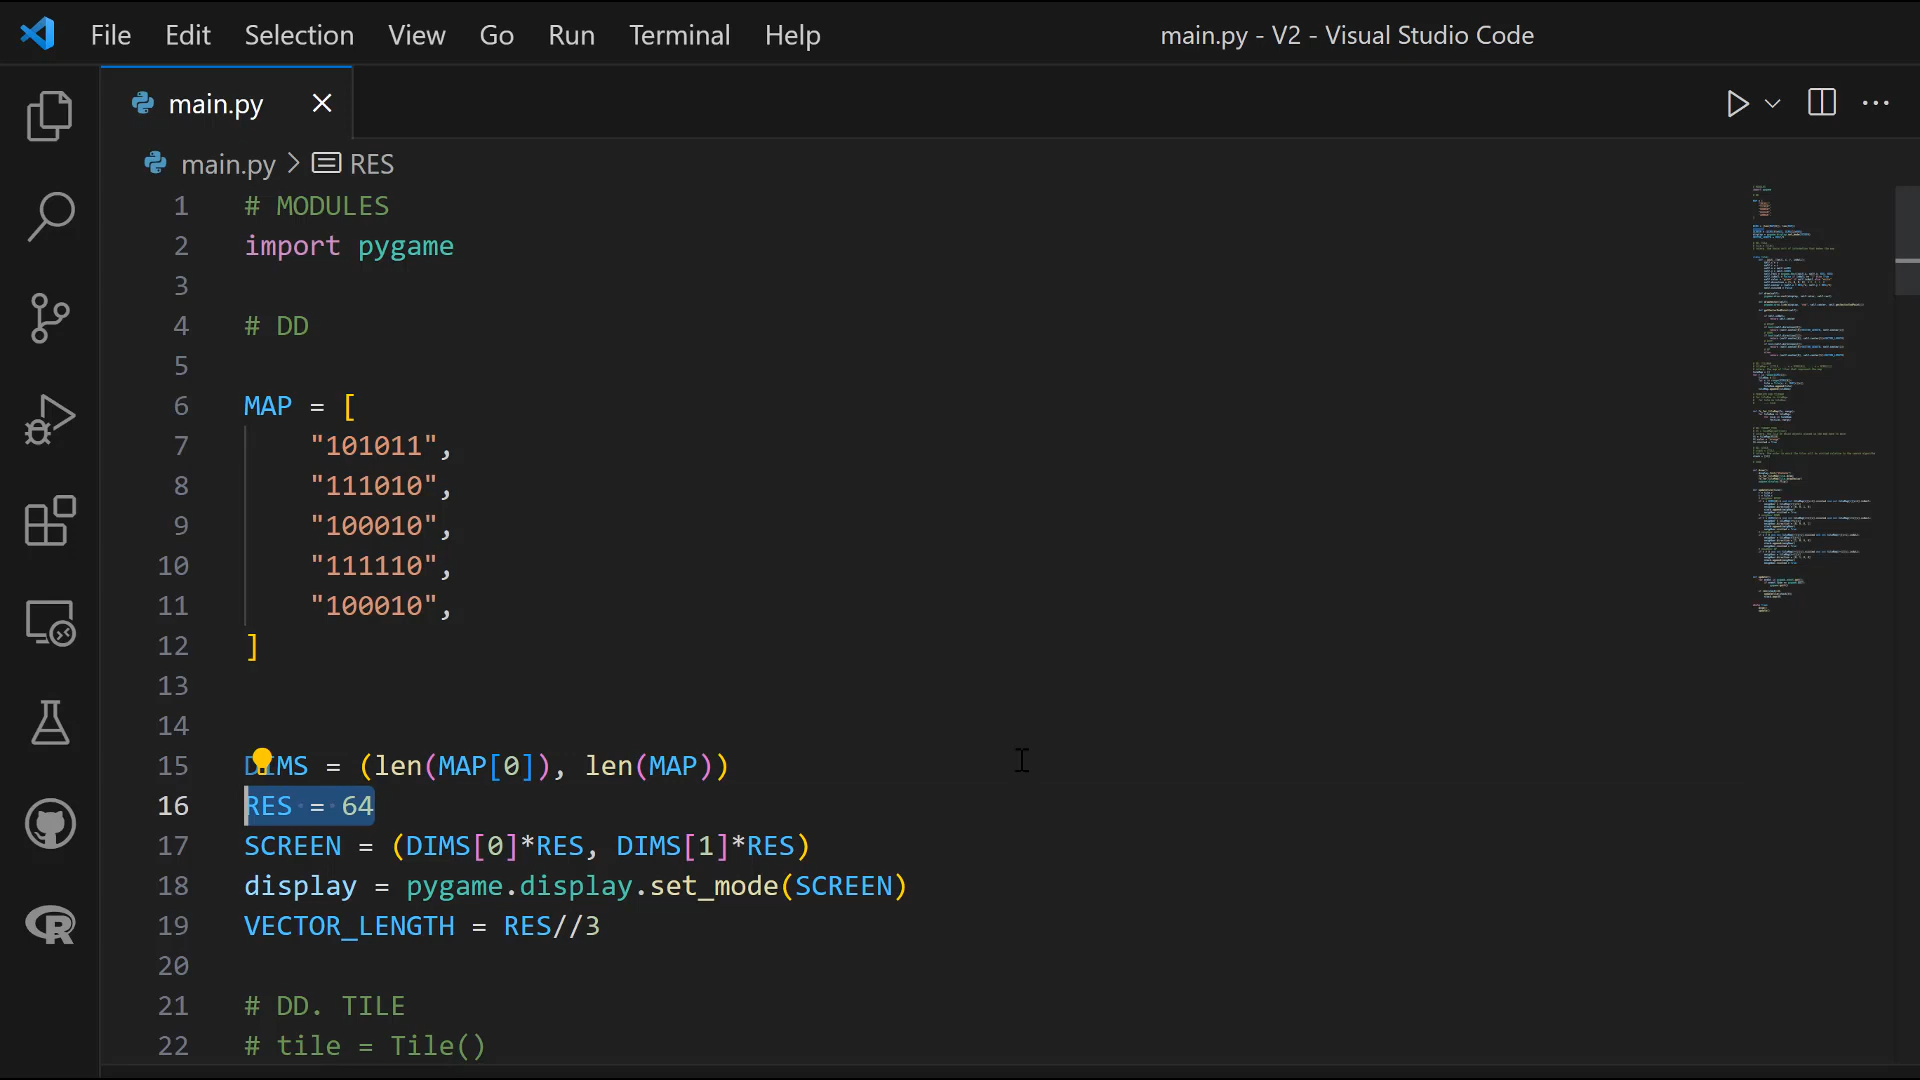 File Edit Selection View Go Run Terminal Help main.py - V2 - Visual Studio Code
main.py
main.py > RES
1 # MODULES
2 import pygame
3
4 # DD
5
6 MAP = [
7 "101011",
8 "111010",
9 "100010",
10 "111110",
11 "100010",
12 ]
13
14
15 DIMS = (len(MAP[0]), len(MAP))
16 RES = 64
17 SCREEN = (DIMS[0]*RES, DIMS[1]*RES)
18 display = pygame.display.set_mode(SCREEN)
19 VECTOR_LENGTH = RES//3
20
21 # DD. TILE
22 # tile = Tile()